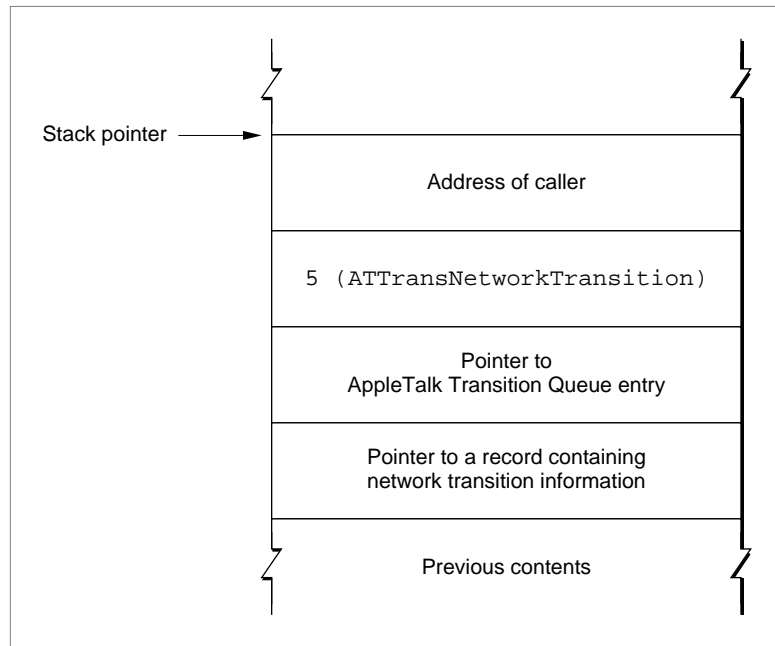 Stack pointer
Address of caller
5 (ATTransNetworkTransition)
Pointer to
AppleTalk Transition Queue entry
Pointer to a record containing
network transition information
Previous contents